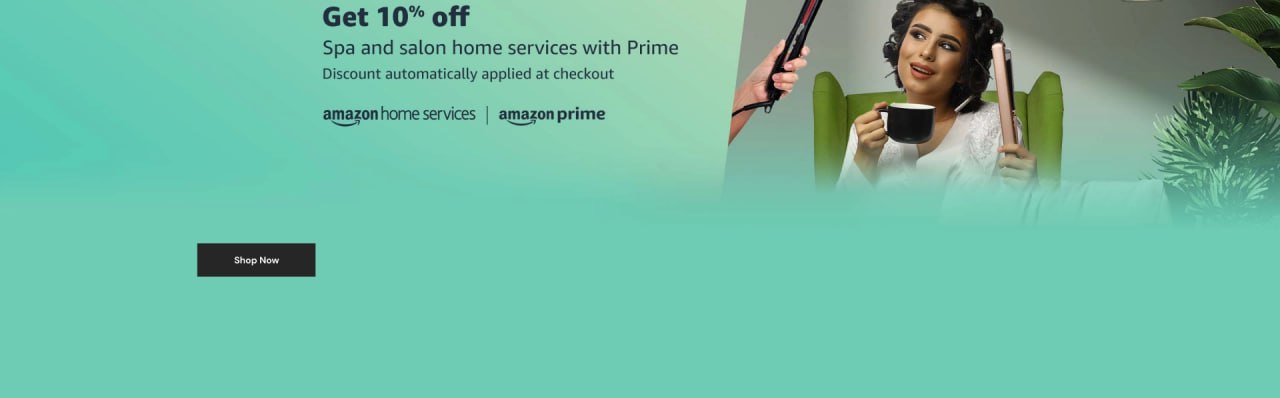 Get 10% off
Spa and salon home services with Prime
Discount automatically applied at checkout
amazon home services | amazon prime
Shop Now